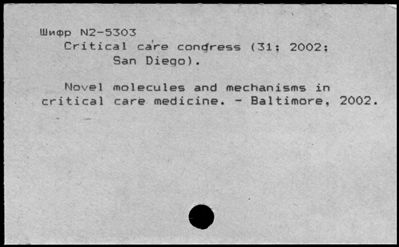 Шифр N2-5303
Critical care congress (31; 2002;
San Diego).
Novel molecules and mechanisms in
critical care medicine. - Baltimore, 2002.